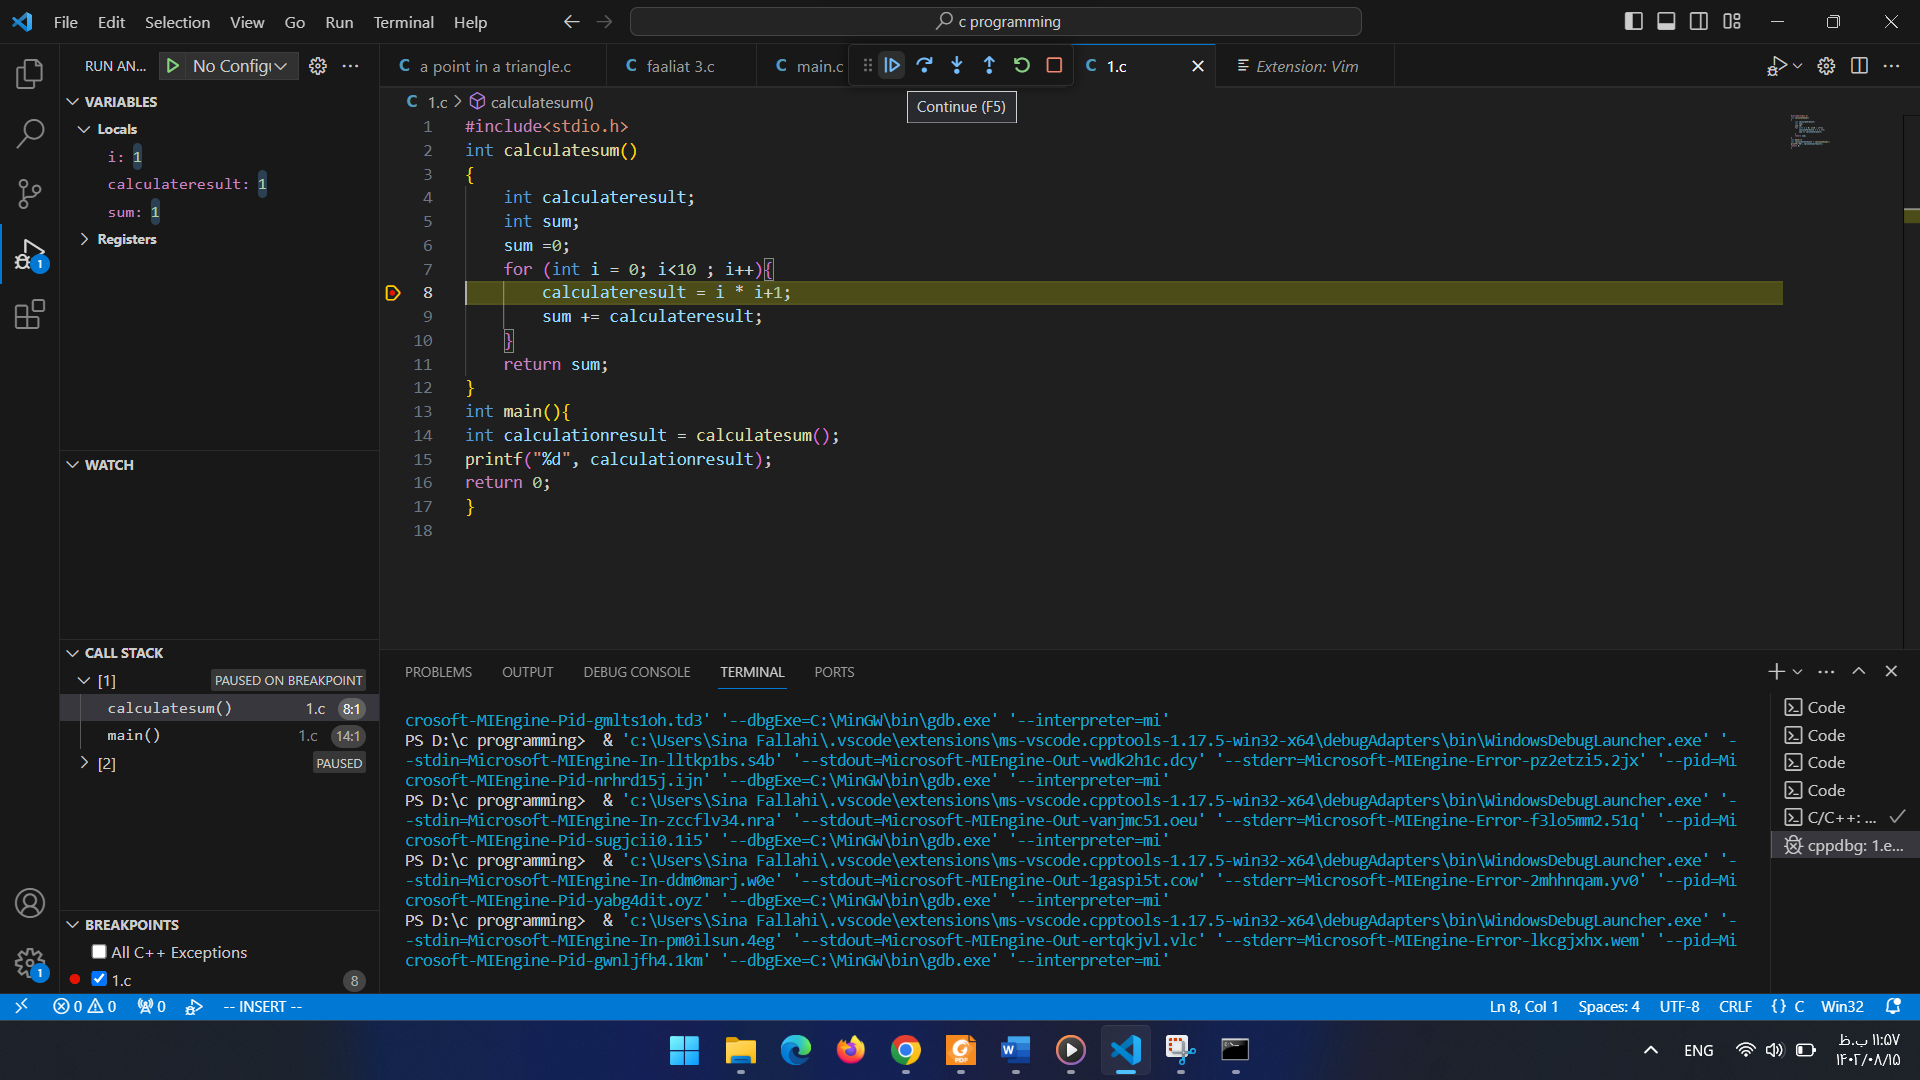 File Edit Selection View Go Run Terminal Help
c programming
RUN AN...
No Config
a point in a triangle.c
faaliat 3.c
main.c
1.c
Extension: Vim
Continue (F5)
1.c > calculatesum()
VARIABLES
Locals
i: 1
calculateresult: 1
sum: 1
Registers
WATCH
CALL STACK
[1] PAUSED ON BREAKPOINT
calculatesum() 1.c 8:1
main() 1.c 14:1
[2] PAUSED
BREAKPOINTS
All C++ Exceptions
1.c 8
1
1
1 #include<stdio.h>
2 int calculatesum()
3 {
4 int calculateresult;
5 int sum;
6 sum =0;
7 for (int i = 0; i<10 ; i++){
8 calculateresult = i * i+1;
9 sum += calculateresult;
10 }
11 return sum;
12 }
13 int main(){
14 int calculationresult = calculatesum();
15 printf("%d", calculationresult);
16 return 0;
17 }
18
PROBLEMS OUTPUT DEBUG CONSOLE TERMINAL PORTS
crosoft-MIEngine-Pid-gmlts1oh.td3' '--dbgExe=C:\MinGW\bin\gdb.exe' '--interpreter=mi'
PS D:\c programming> & 'c:\Users\Sina Fallahi\.vscode\extensions\ms-vscode.cpptools-1.17.5-win32-x64\debugAdapters\bin\WindowsDebugLauncher.exe' '-
-stdin=Microsoft-MIEngine-In-lltkp1bs.s4b' '--stdout=Microsoft-MIEngine-Out-vwdk2h1c.dcy' '--stderr=Microsoft-MIEngine-Error-pz2etzi5.2jx' '--pid=Mi
crosoft-MIEngine-Pid-nrhrd15j.ijn' '--dbgExe=C:\MinGW\bin\gdb.exe' '--interpreter=mi'
PS D:\c programming> & 'c:\Users\Sina Fallahi\.vscode\extensions\ms-vscode.cpptools-1.17.5-win32-x64\debugAdapters\bin\WindowsDebugLauncher.exe' '-
-stdin=Microsoft-MIEngine-In-zccflv34.nra' '--stdout=Microsoft-MIEngine-Out-vanjmc51.oeu' '--stderr=Microsoft-MIEngine-Error-f3lo5mm2.51q' '--pid=Mi
crosoft-MIEngine-Pid-sugjcii0.1i5' '--dbgExe=C:\MinGW\bin\gdb.exe' '--interpreter=mi'
PS D:\c programming> & 'c:\Users\Sina Fallahi\.vscode\extensions\ms-vscode.cpptools-1.17.5-win32-x64\debugAdapters\bin\WindowsDebugLauncher.exe' '-
-stdin=Microsoft-MIEngine-In-ddm0marj.w0e' '--stdout=Microsoft-MIEngine-Out-1gaspi5t.cow' '--stderr=Microsoft-MIEngine-Error-2mhhnqam.yv0' '--pid=Mi
crosoft-MIEngine-Pid-yabg4dit.oyz' '--dbgExe=C:\MinGW\bin\gdb.exe' '--interpreter=mi'
PS D:\c programming> & 'c:\Users\Sina Fallahi\.vscode\extensions\ms-vscode.cpptools-1.17.5-win32-x64\debugAdapters\bin\WindowsDebugLauncher.exe' '-
-stdin=Microsoft-MIEngine-In-pm0ilsun.4eg' '--stdout=Microsoft-MIEngine-Out-ertqkjvl.vlc' '--stderr=Microsoft-MIEngine-Error-lkcgjxhx.wem' '--pid=Mi
crosoft-MIEngine-Pid-gwnljfh4.1km' '--dbgExe=C:\MinGW\bin\gdb.exe' '--interpreter=mi'
Code
Code
Code
Code
C/C++: ...
cppdbg: 1.e...
0 0 0 -- INSERT -- Ln 8, Col 1 Spaces: 4 UTF-8 CRLF {} C Win32
ENG
۱۱:۵۷ ب.ظ
۱۴۰۲/۰۸/۱۵